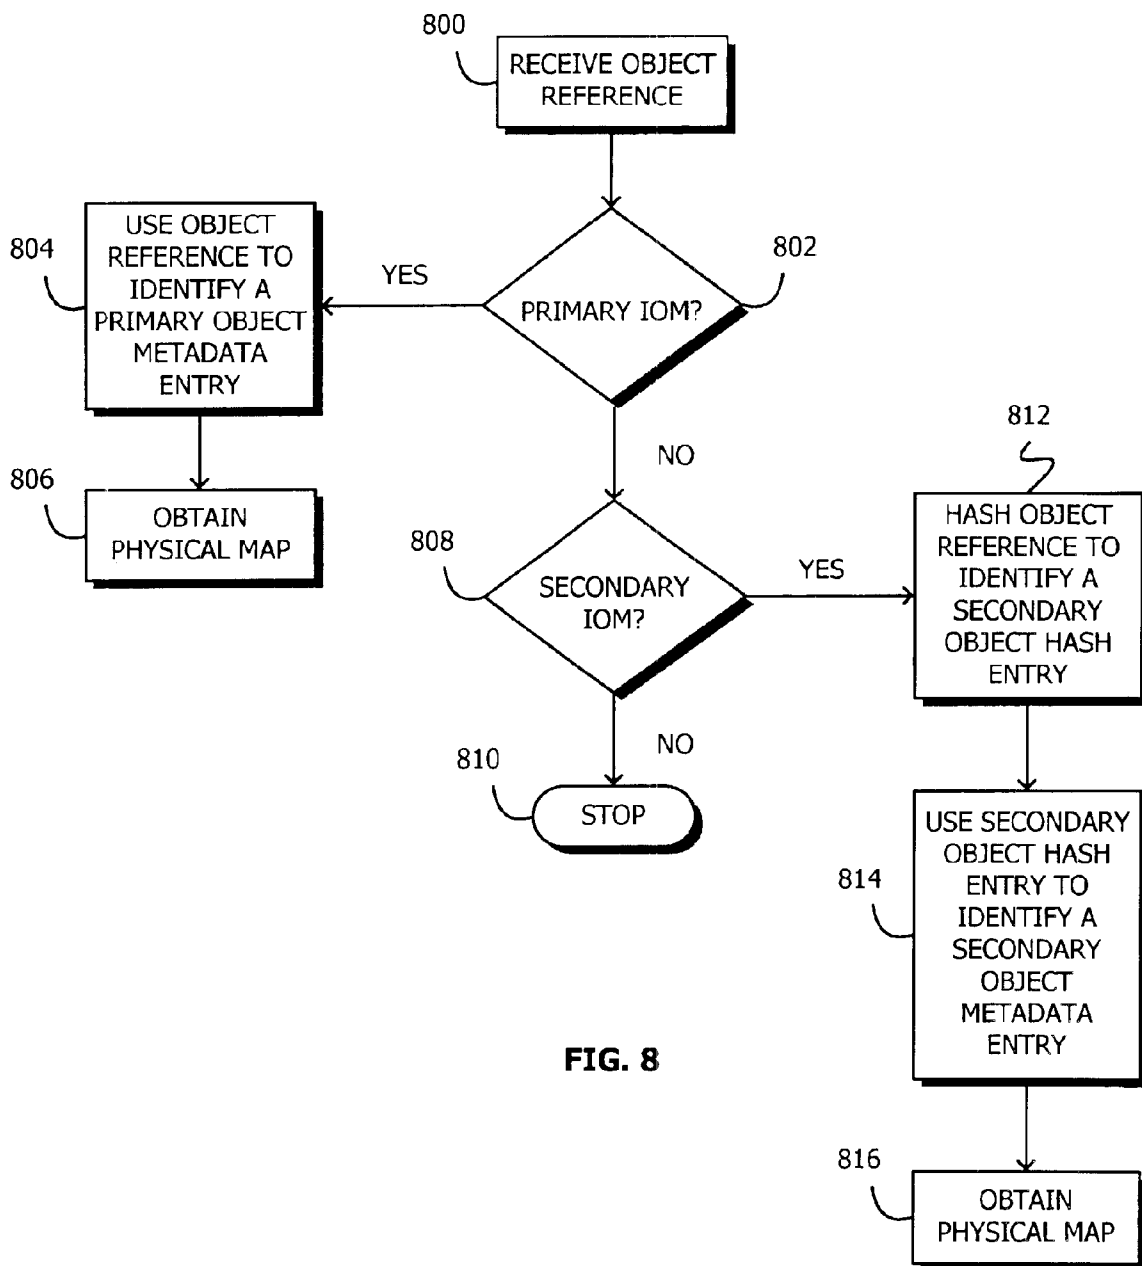 800
RECEIVE OBJECT
REFERENCE
802
PRIMARY IOM?
YES
804
USE OBJECT
REFERENCE TO
IDENTIFY A
PRIMARY OBJECT
METADATA
ENTRY
806
OBTAIN
PHYSICAL MAP
NO
808
SECONDARY
IOM?
YES
812
HASH OBJECT
REFERENCE TO
IDENTIFY A
SECONDARY
OBJECT HASH
ENTRY
NO
810
STOP
814
USE SECONDARY
OBJECT HASH
ENTRY TO
IDENTIFY A
SECONDARY
OBJECT
METADATA
ENTRY
816
OBTAIN
PHYSICAL MAP
FIG. 8